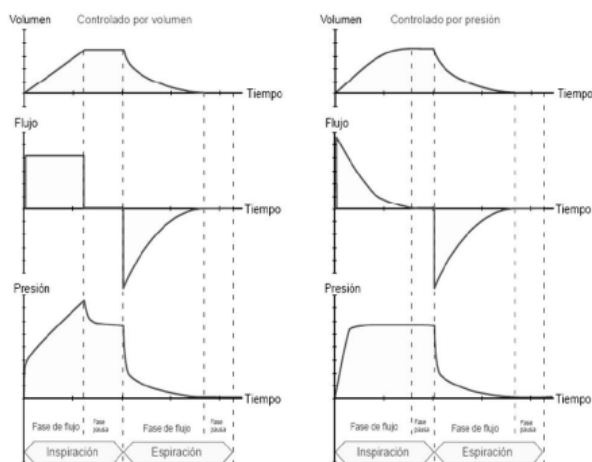 Volumen Controlado por volumen
Tiempo
Flujo
Tiempo
Presión
Tiempo
Fase de flujo Fase pausa Fase de flujo Fase pausa
Inspiración Espiración
Volumen Controlado por presión
Tiempo
Flujo
Tiempo
Presión
Tiempo
Fase de flujo Fase pausa Fase de flujo Fase pausa
Inspiración Espiración